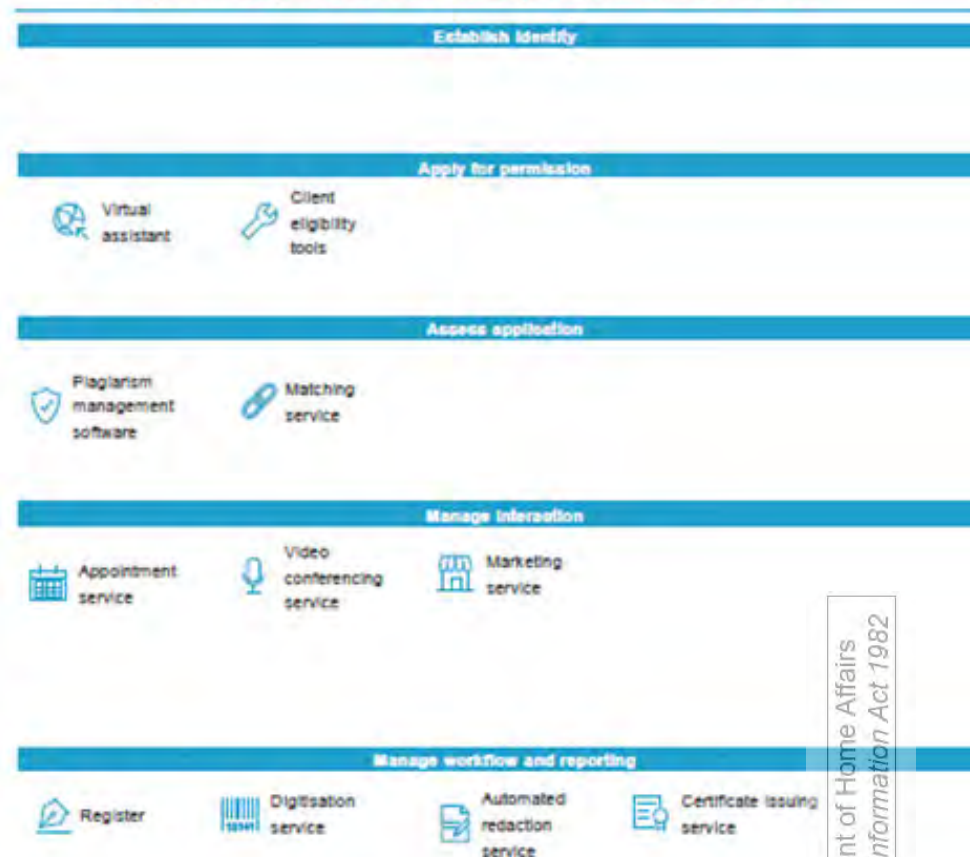 Establish Identity
Apply for permission
Virtual
assistant
Client
eligibility
tools
Assess application
Plagiarism
management
software
Matching
service
Manage Interaction
Appointment
service
Video
conferencing
service
Marketing
service
Manage workflow and reporting
Register
Digitisation
service
Automated
redaction
service
Certificate issuing
service
nt of Home Affairs
nformation Act 1982